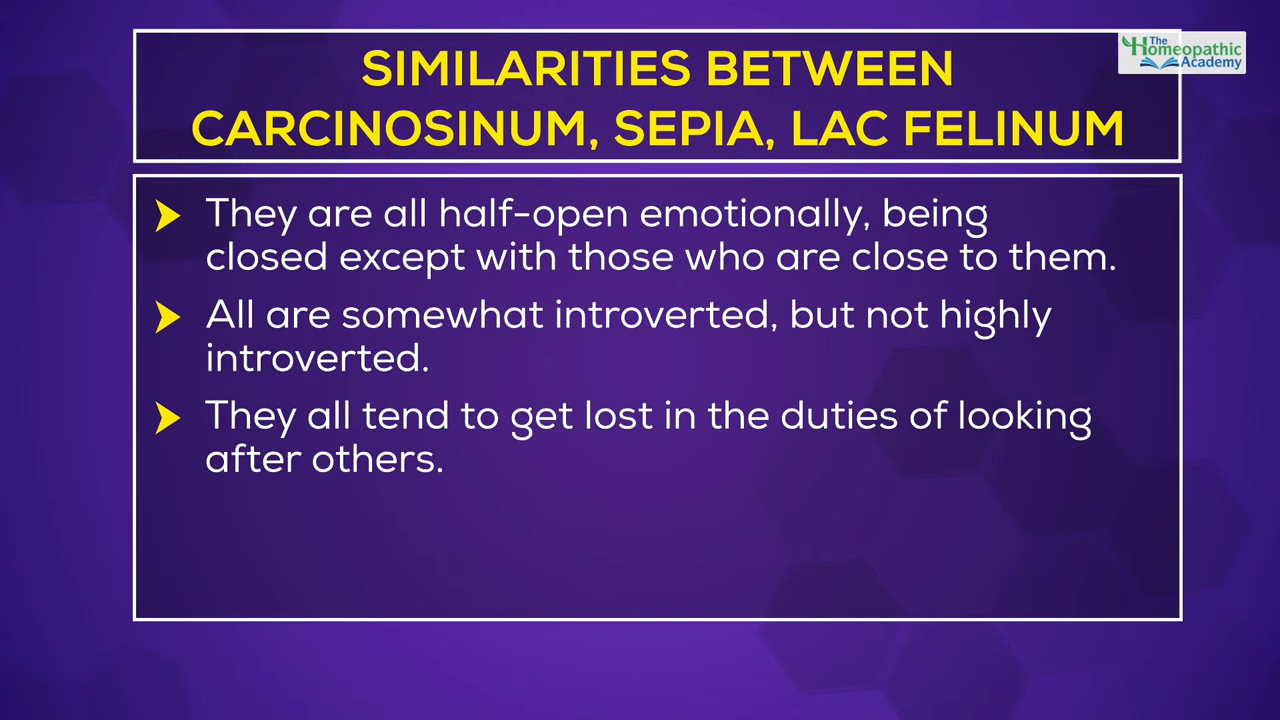 SIMILARITIES BETWEEN
CARCINOSINUM, SEPIA, LAC FELINUM
The
Homeopathic
Academy
They are all half-open emotionally, being
closed except with those who are close to them.
All are somewhat introverted, but not highly
introverted.
They all tend to get lost in the duties of looking
after others.